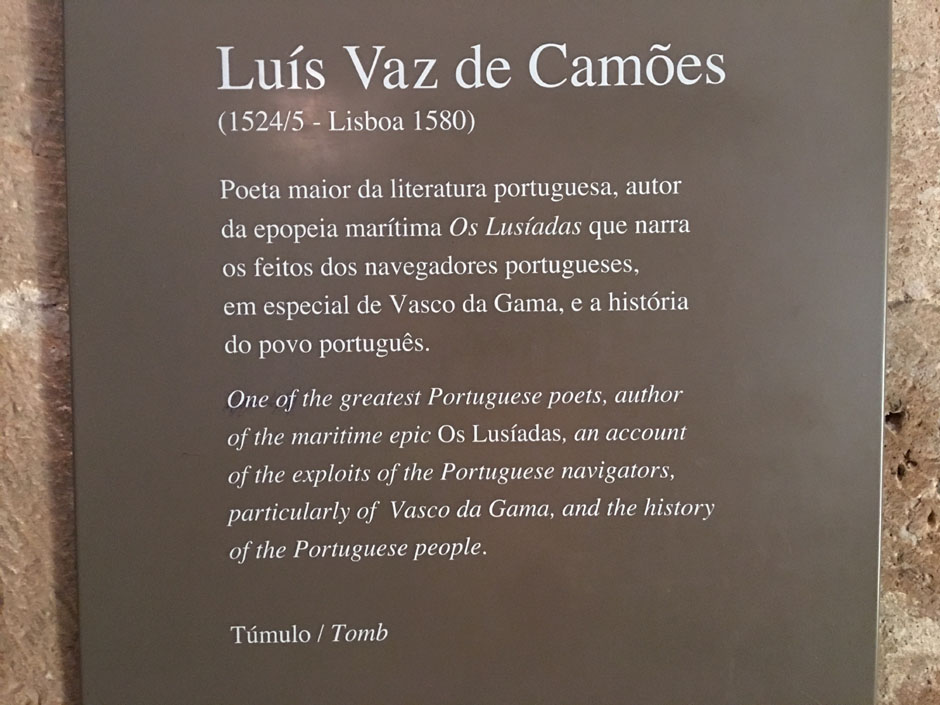 Luís Vaz de Camões
(1524/5 - Lisboa 1580)
Poeta maior da literatura portuguesa, autor
da epopeia marítima Os Lusíadas que narra
os feitos dos navegadores portugueses,
em especial de Vasco da Gama, e a história
do povo português.
One of the greatest Portuguese poets, author
of the maritime epic Os Lusíadas, an account
of the exploits of the Portuguese navigators,
particularly of Vasco da Gama, and the history
of the Portuguese people.
Túmulo / Tomb